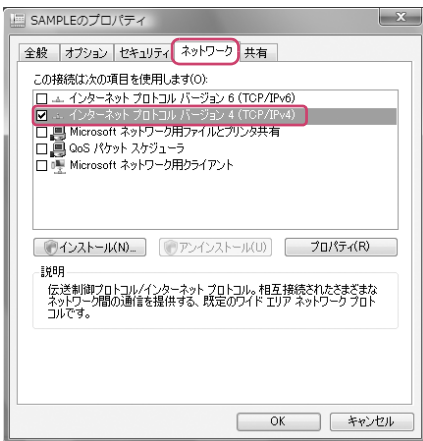 SAMPLEのプロパティ
全般 オプション セキュリティ ネットワーク 共有
この接続は次の項目を使用します(O):
インターネット プロトコル バージョン 6 (TCP/IPv6)
インターネット プロトコル バージョン 4 (TCP/IPv4)
Microsoft ネットワーク用ファイルとプリンタ共有
QoS パケット スケジューラ
Microsoft ネットワーク用クライアント
インストール(N)... アンインストール(U) プロパティ(R)
説明
伝送制御プロトコル/インターネット プロトコル。相互接続されたさまざまな
ネットワーク間の通信を提供する、既定のワイド エリア ネットワーク プロト
コルです。
OK キャンセル